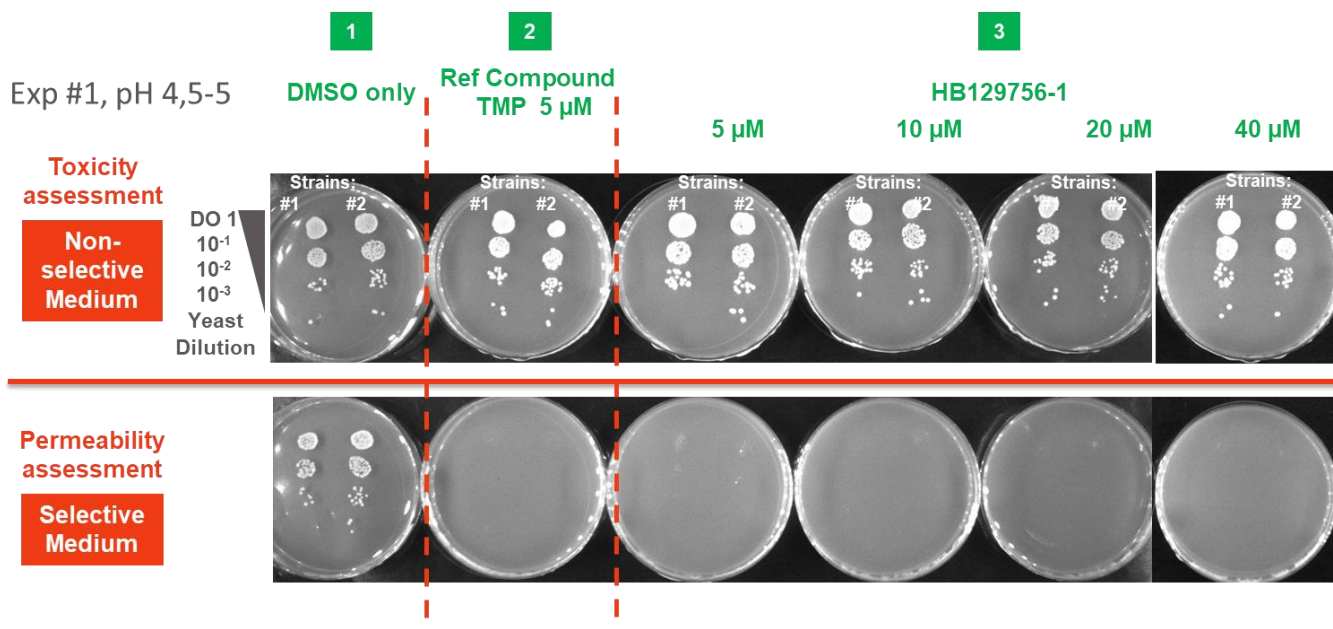 1
2
3
Exp #1, pH 4,5-5
DMSO only
Ref Compound
TMP 5 µM
HB129756-1
5 µM
10 µM
20 µM
40 µM
Toxicity
assessment
Non-
selective
Medium
DO 1
10-1
10-2
10-3
Yeast
Dilution
Strains:
#1
#2
Strains:
#1
#2
Strains:
#1
#2
Strains:
#1
#2
Strains:
#1
#2
Strains:
#1
#2
Permeability
assessment
Selective
Medium